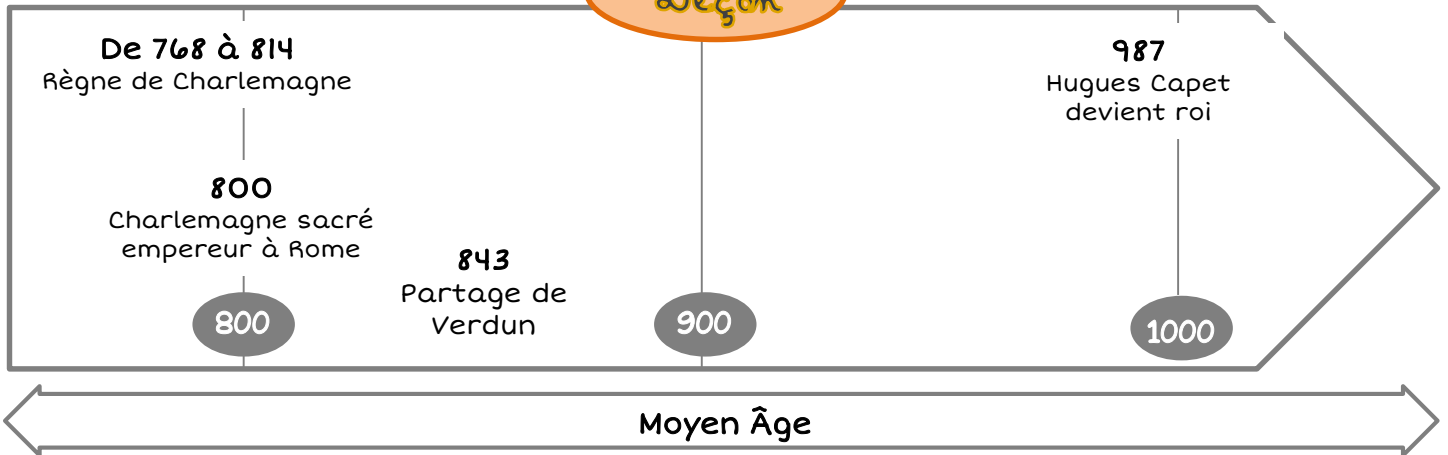 Leçon
De 768 à 814
Règne de Charlemagne
800
Charlemagne sacré
empereur à Rome
843
Partage de
Verdun
987
Hugues Capet
devient roi
800
900
1000
Moyen Âge